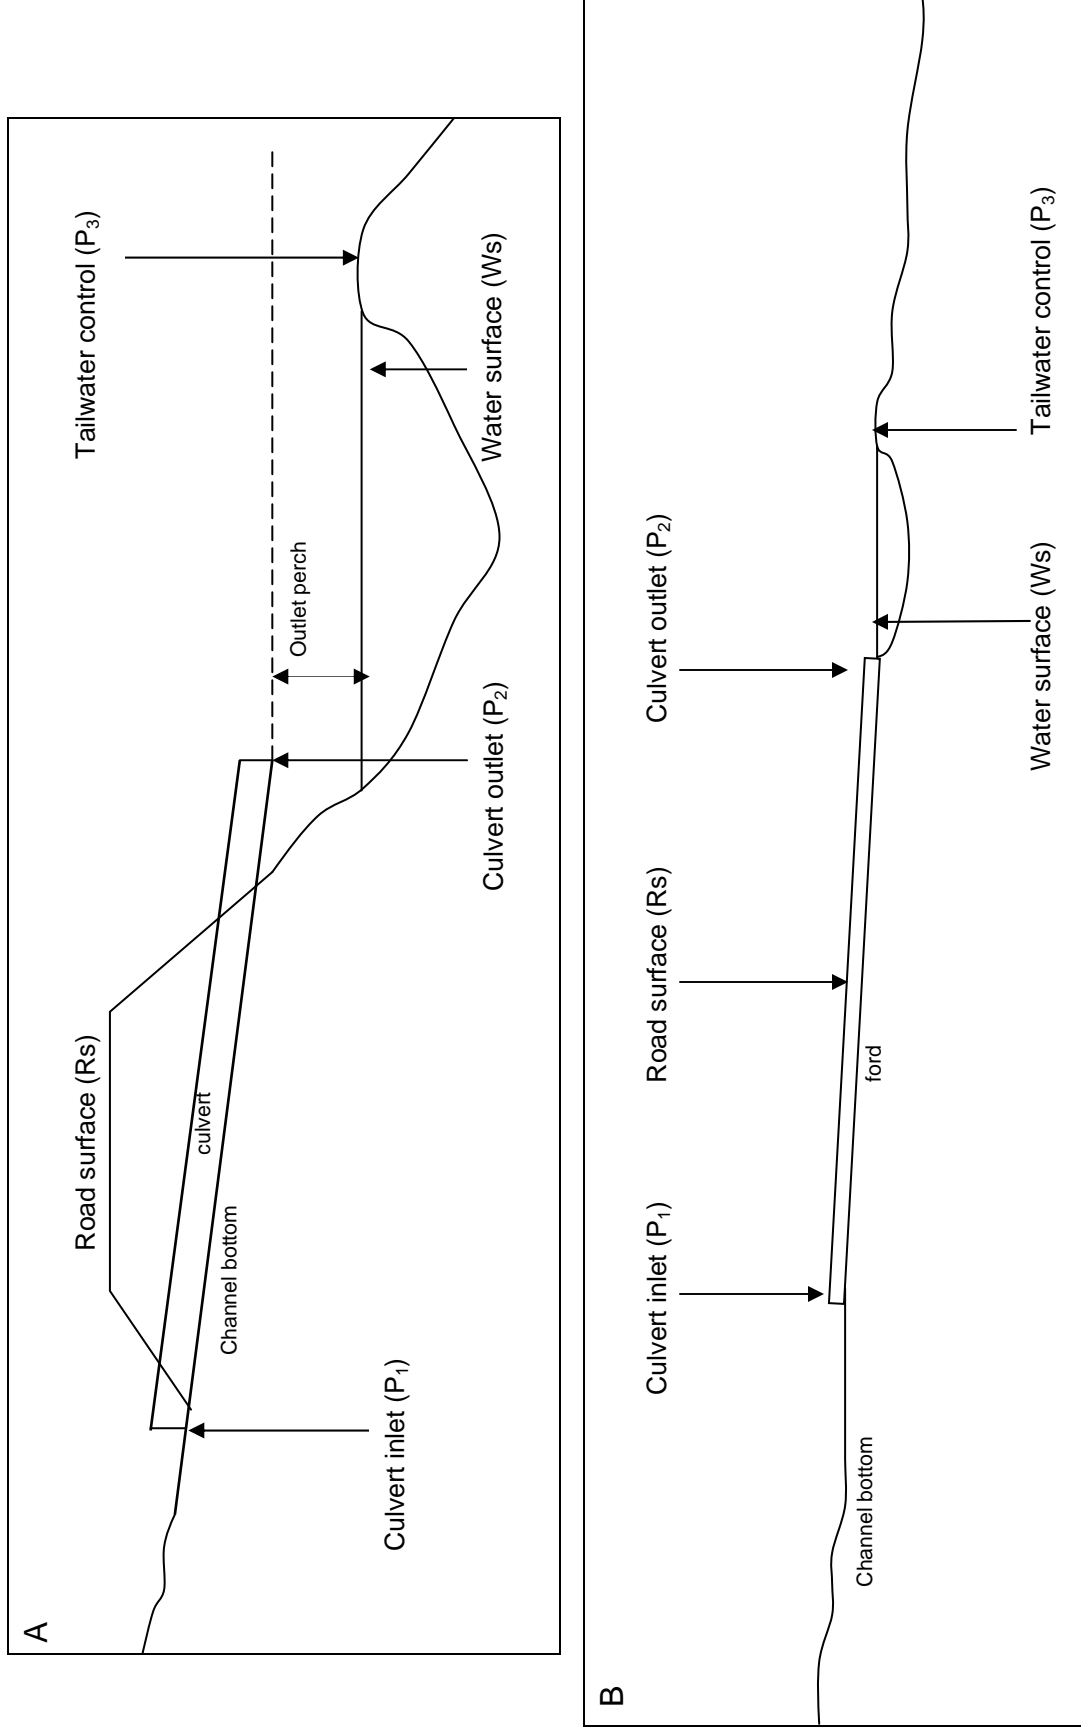 A
Road surface (Rs)
Tailwater control (P₃)
culvert
Channel bottom
Outlet perch
Culvert inlet (P₁)
Culvert outlet (P₂)
Water surface (Ws)
B
Culvert inlet (P₁)
Road surface (Rs)
Culvert outlet (P₂)
Channel bottom
ford
Water surface (Ws)
Tailwater control (P₃)